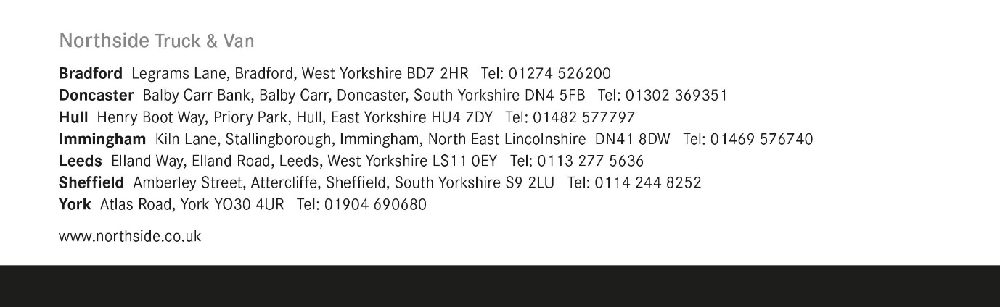 Northside Truck & Van
Bradford Legrams Lane, Bradford, West Yorkshire BD7 2HR Tel: 01274 526200
Doncaster Balby Carr Bank, Balby Carr, Doncaster, South Yorkshire DN4 5FB Tel: 01302 369351
Hull Henry Boot Way, Priory Park, Hull, East Yorkshire HU4 7DY Tel: 01482 577797
Immingham Kiln Lane, Stallingborough, Immingham, North East Lincolnshire DN41 8DW Tel: 01469 576740
Leeds Elland Way, Elland Road, Leeds, West Yorkshire LS11 0EY Tel: 0113 277 5636
Sheffield Amberley Street, Attercliffe, Sheffield, South Yorkshire S9 2LU Tel: 0114 244 8252
York Atlas Road, York YO30 4UR Tel: 01904 690680
www.northside.co.uk